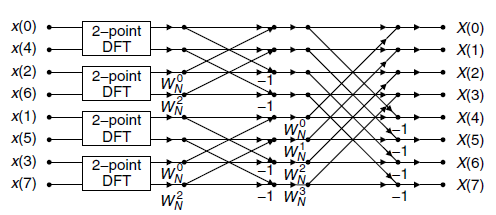 x(0) 2–point DFT X(0)
x(4) X(1)
x(2) 2–point DFT W_N^0 –1 X(2)
x(6) W_N^2 –1 X(3)
x(1) 2–point DFT W_N^0 –1 X(4)
x(5) W_N^1 –1 X(5)
x(3) 2–point DFT W_N^0 –1 W_N^2 –1 X(6)
x(7) W_N^2 –1 W_N^3 –1 X(7)